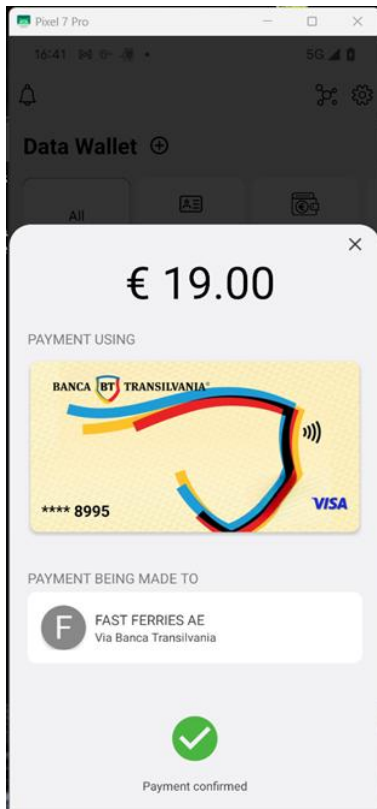 Pixel 7 Pro
16:41
5G
Data Wallet
All
€ 19.00
PAYMENT USING
BANCA BT TRANSILVANIA®
**** 8995
VISA
PAYMENT BEING MADE TO
F
FAST FERRIES AE
Via Banca Transilvania
Payment confirmed